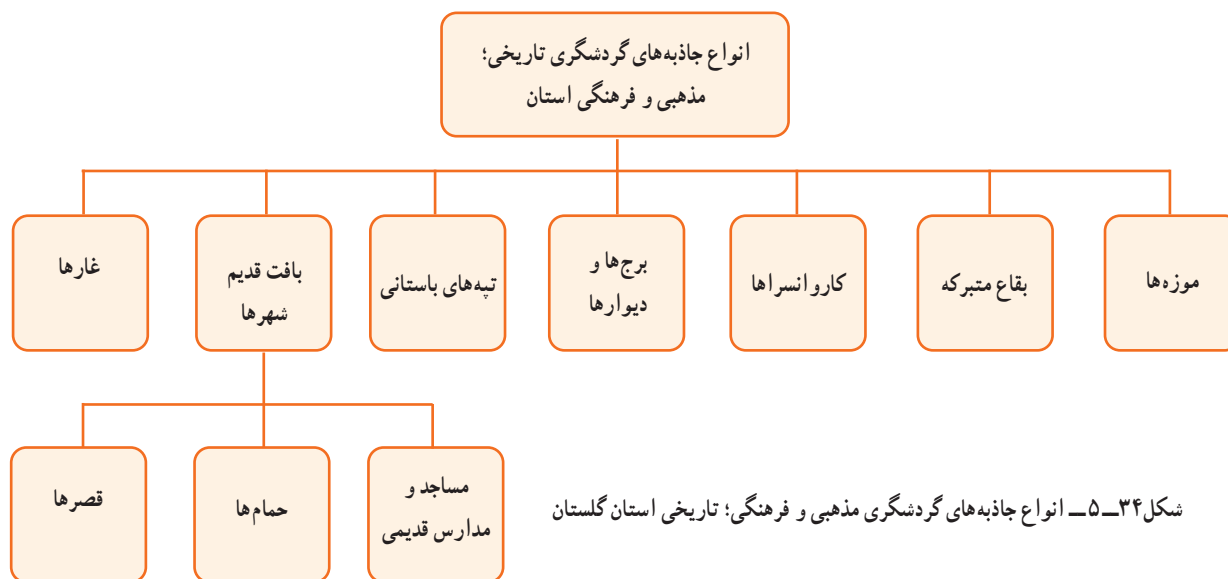 انواع جاذبه‌های گردشگری تاریخی؛
مذهبی و فرهنگی استان
موزه‌ها
بقاع متبرکه
کاروانسراها
برج‌ها و
دیوارها
تپه‌های باستانی
بافت قدیم
شهرها
غارها
مساجد و
مدارس قدیمی
حمام‌ها
قصرها
شکل۳۴ــ۵ــ انواع جاذبه‌های گردشگری مذهبی و فرهنگی؛ تاریخی استان گلستان